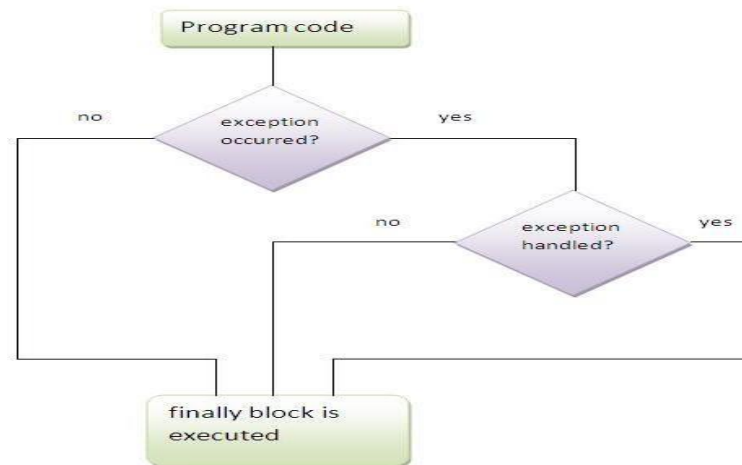 Program code
no
exception
occurred?
yes
no
exception
handled?
yes
finally block is
executed